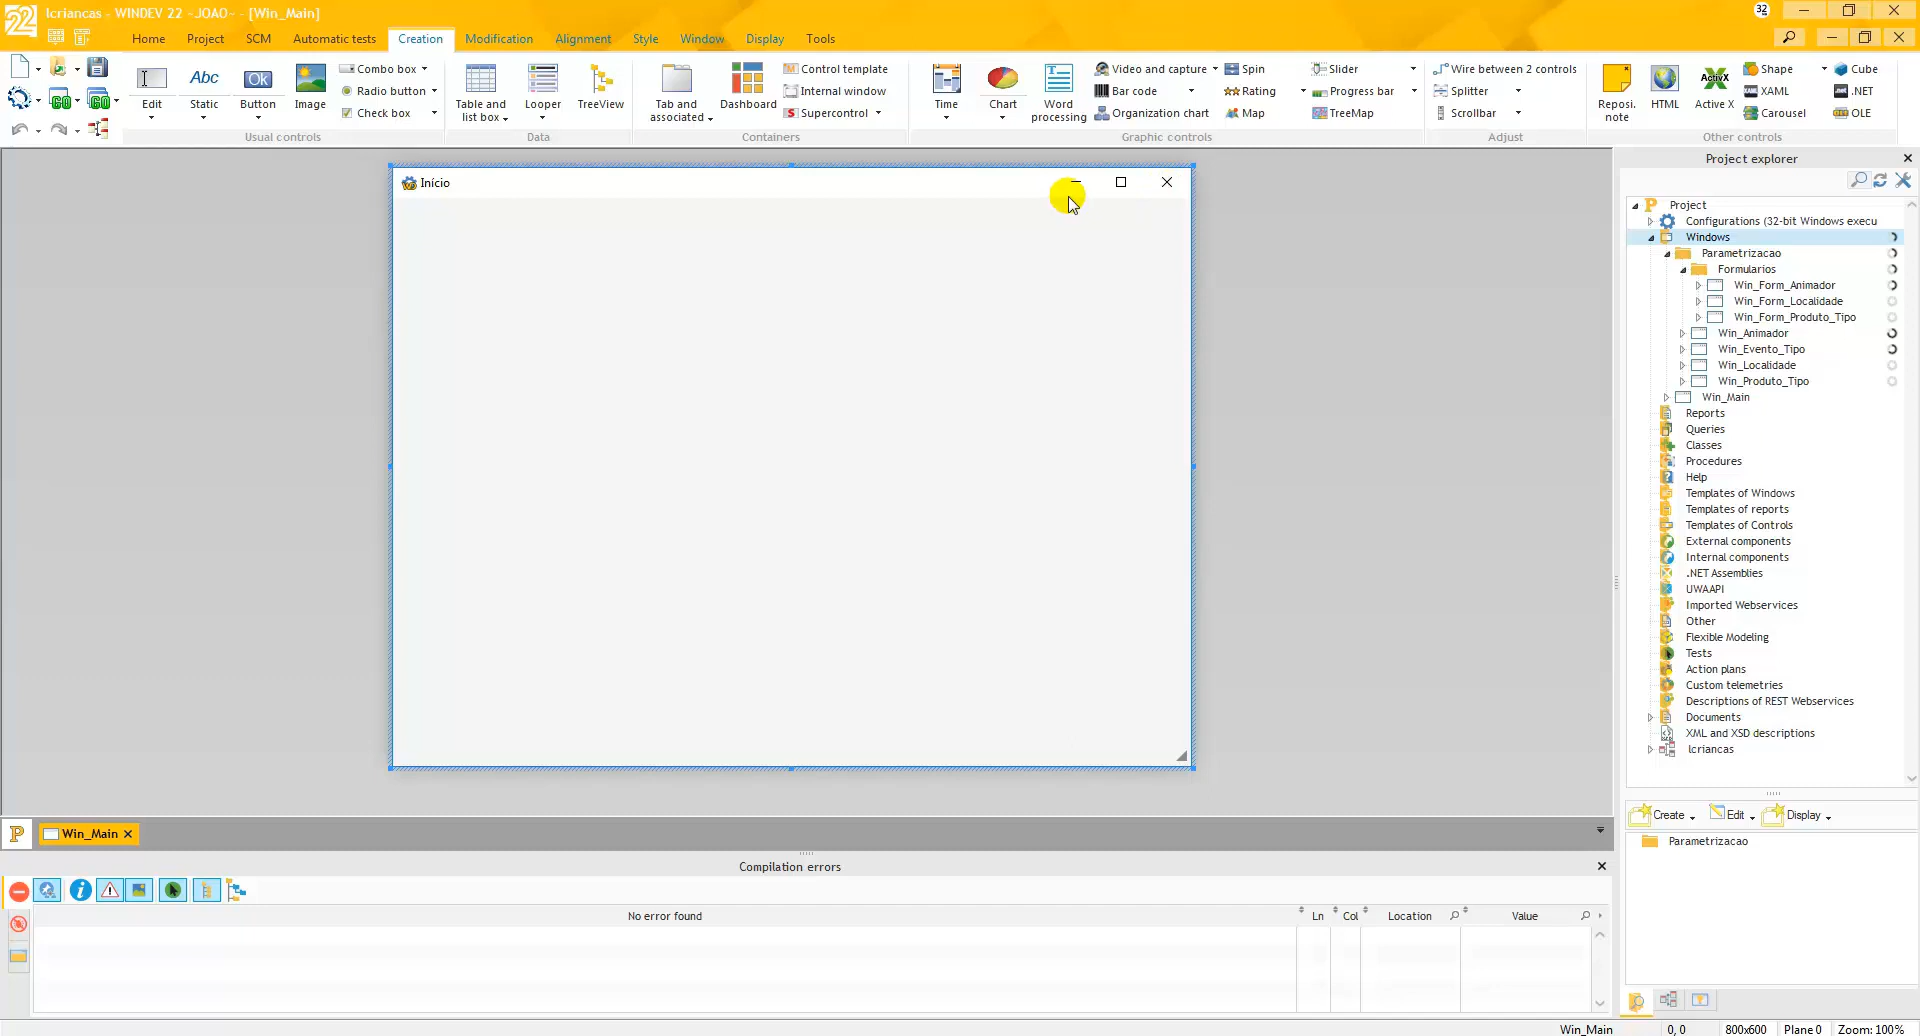 22 lcriancas - WINDEV 22 ~JOAO~ - [Win_Main]
32
Home Project SCM Automatic tests Creation Modification Alignment Style Window Display Tools
Edit
Abc
Static
Ok
Button
Image
Combo box
Radio button
Check box
Usual controls
Table and
list box
Looper
TreeView
Data
Tab and
associated
Dashboard
Control template
Internal window
Supercontrol
Containers
Time
Chart
Word
processing
Video and capture
Bar code
Organization chart
Spin
Rating
Map
Slider
Progress bar
TreeMap
Graphic controls
Wire between 2 controls
Splitter
Scrollbar
Adjust
Reposi.
note
HTML
ActivX
Active X
Shape
XAML
Carousel
Cube
.NET
OLE
Other controls
GO
GO
Início
Project explorer
Project
Configurations (32-bit Windows execu
Windows
Parametrizacao
Formularios
Win_Form_Animador
Win_Form_Localidade
Win_Form_Produto_Tipo
Win_Animador
Win_Evento_Tipo
Win_Localidade
Win_Produto_Tipo
Win_Main
Reports
Queries
Classes
Procedures
Help
Templates of Windows
Templates of reports
Templates of Controls
External components
Internal components
.NET Assemblies
UWAAPI
Imported Webservices
Other
Flexible Modeling
Tests
Action plans
Custom telemetries
Descriptions of REST Webservices
Documents
XML and XSD descriptions
lcriancas
Create Edit Display
Parametrizacao
Win_Main
Compilation errors
No error found Ln Col Location Value
Win_Main 0, 0 800x600 Plane 0 Zoom: 100%